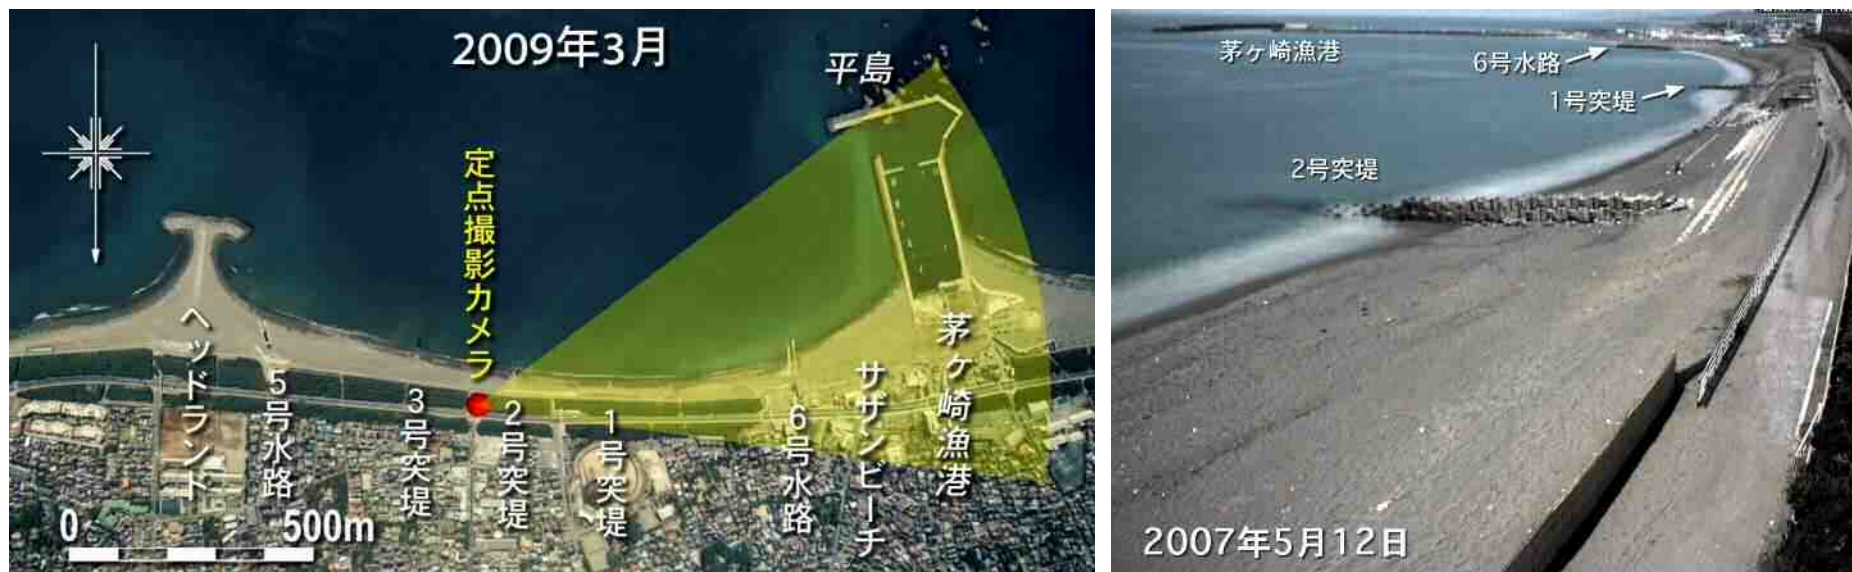 2009年3月
平島
定点撮影カメラ
ヘッドランド
5号水路
3号突堤
2号突堤
1号突堤
6号水路
サザンビーチ
茅ヶ崎漁港
0 500m
茅ヶ崎漁港
6号水路
1号突堤
2号突堤
2007年5月12日